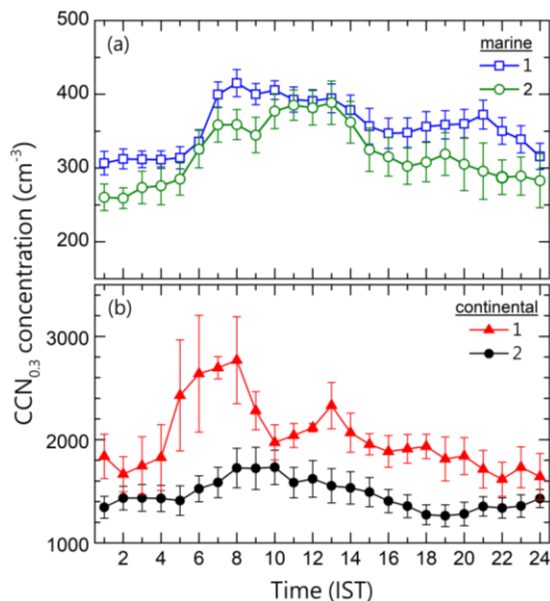 500
(a)
marine
1
2
400
300
200
CCN0.3 concentration (cm⁻³)
(b)
continental
1
2
3000
2000
1000
2 4 6 8 10 12 14 16 18 20 22 24
Time (IST)